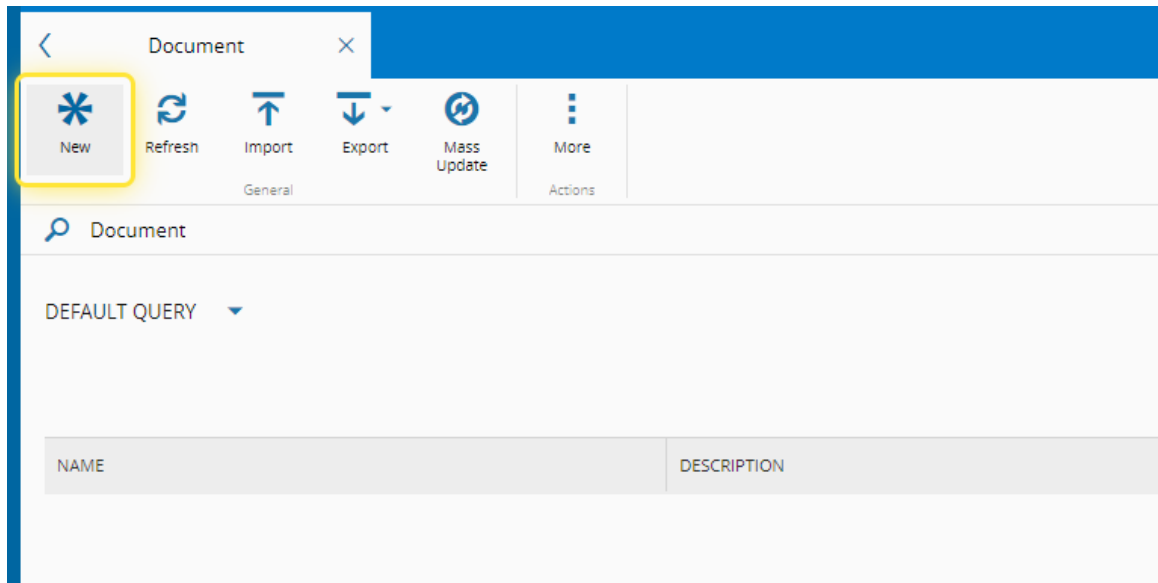 Document
New
Refresh
Import
Export
Mass
Update
More
General
Actions
Document
DEFAULT QUERY
NAME
DESCRIPTION